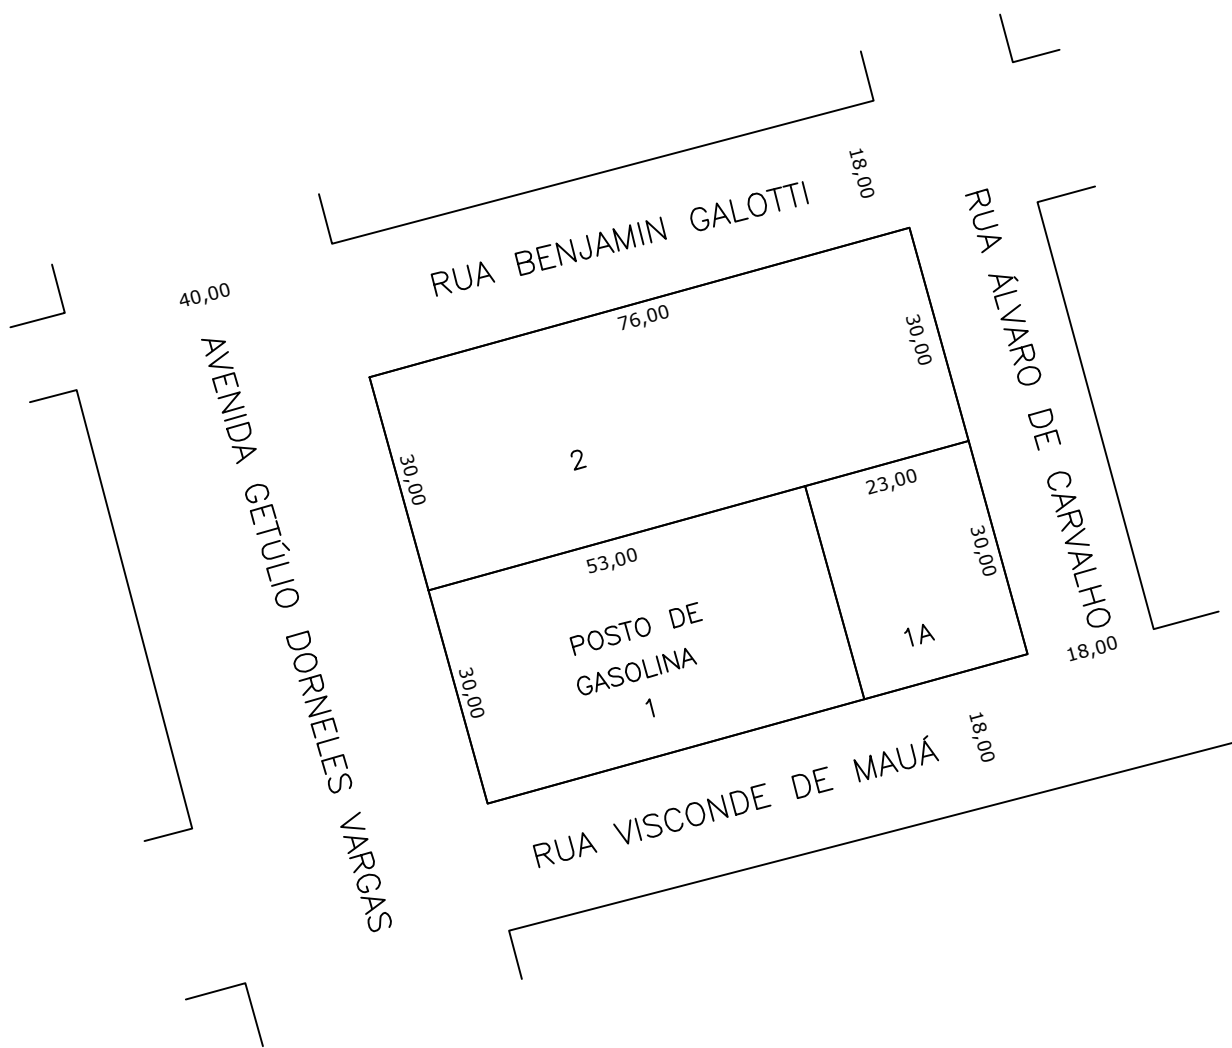 18,00
RUA BENJAMIN GALOTTI
RUA ÁLVARO DE CARVALHO
40,00
76,00
30,00
AVENIDA GETÚLIO DORNELES VARGAS
2
30,00
23,00
53,00
30,00
POSTO DE
GASOLINA
1
1A
30,00
18,00
18,00
RUA VISCONDE DE MAUÁ